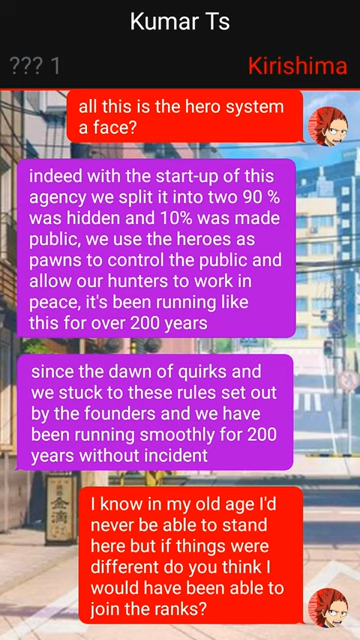 Kumar Ts
??? 1
Kirishima
all this is the hero system
a face?
indeed with the start-up of this
agency we split it into two 90 %
was hidden and 10% was made
public, we use the heroes as
pawns to control the public and
allow our hunters to work in
peace, it's been running like
this for over 200 years
since the dawn of quirks and
we stuck to these rules set out
by the founders and we have
been running smoothly for 200
years without incident
I know in my old age I'd
never be able to stand
here but if things were
different do you think I
would have been able to
join the ranks?